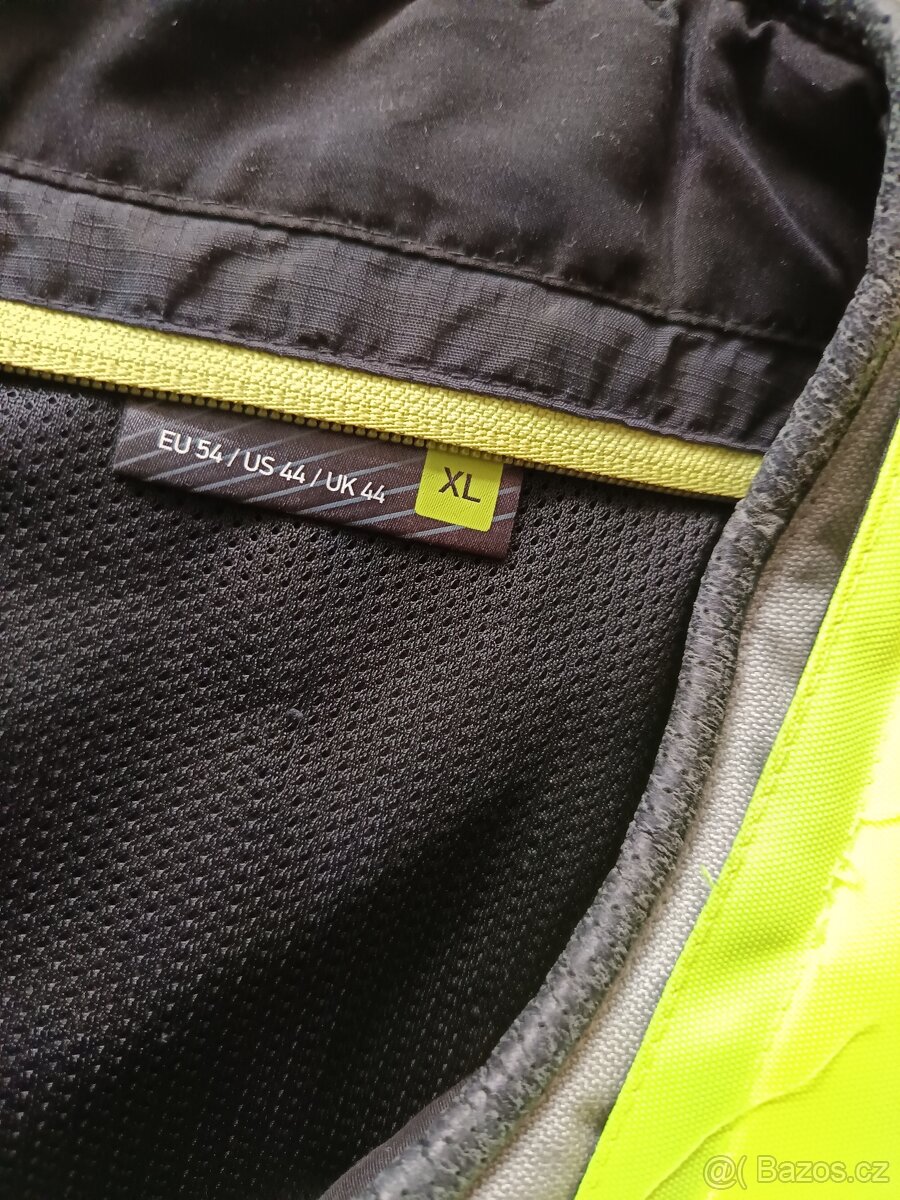 EU 54 / US 44 / UK 44
XL
@( Bazos.cz